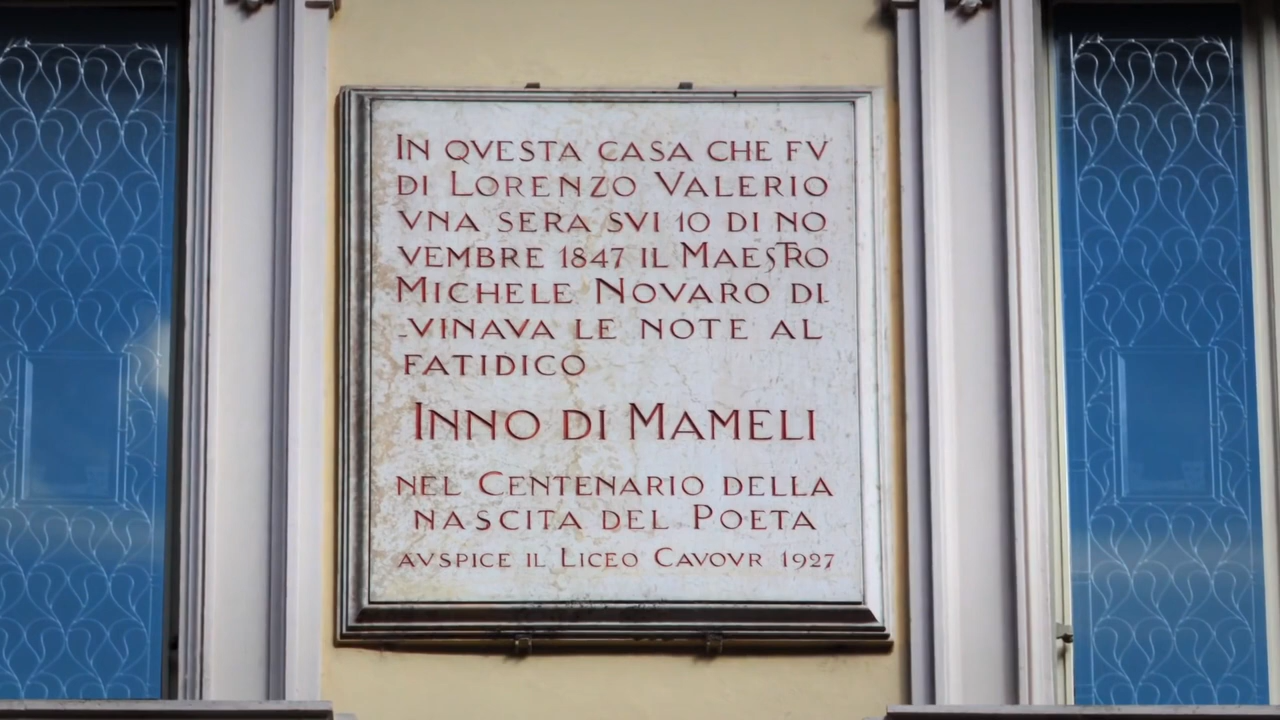 IN QVESTA CASA CHE FV
DI LORENZO VALERIO
VNA SERA SVI 10 DI NO
VEMBRE 1847 IL MAESTRO
MICHELE NOVARO DI-
-VINAVA LE NOTE AL
FATIDICO
INNO DI MAMELI
NEL CENTENARIO DELLA
NASCITA DEL POETA
AVSPICE IL LICEO CAVOVR 1927